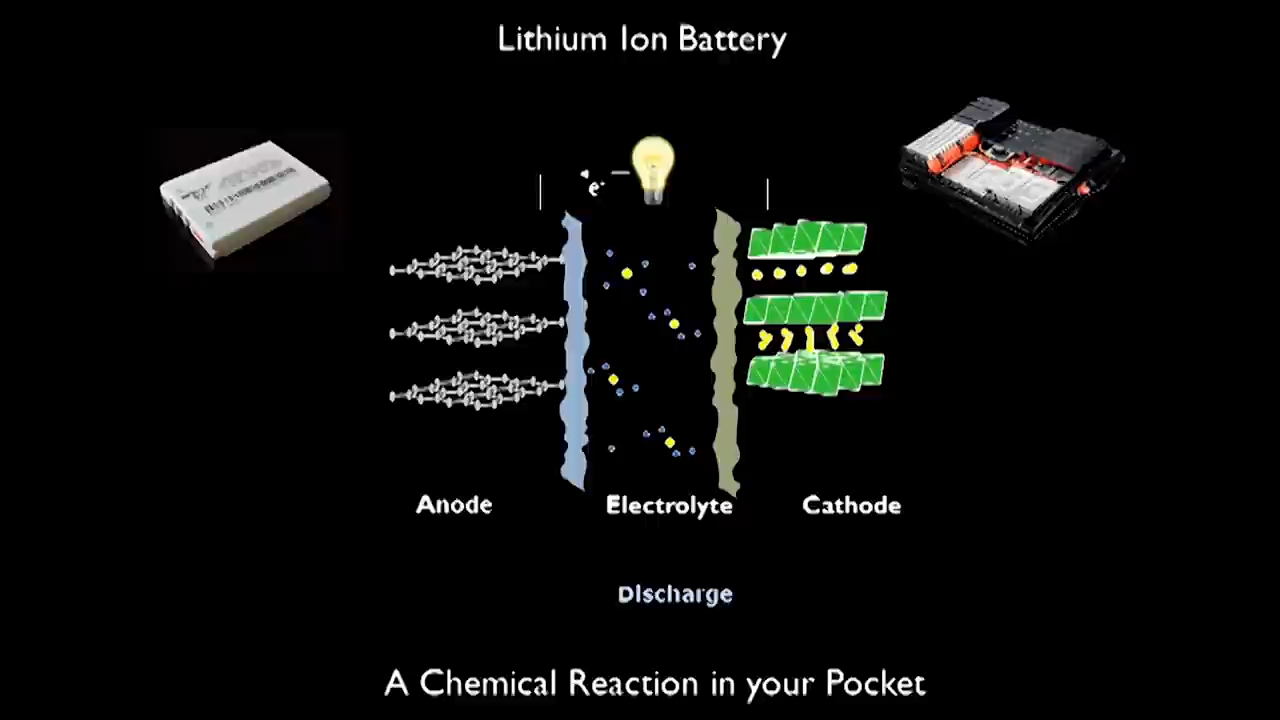 Lithium Ion Battery
e-
Anode
Electrolyte
Cathode
Discharge
A Chemical Reaction in your Pocket